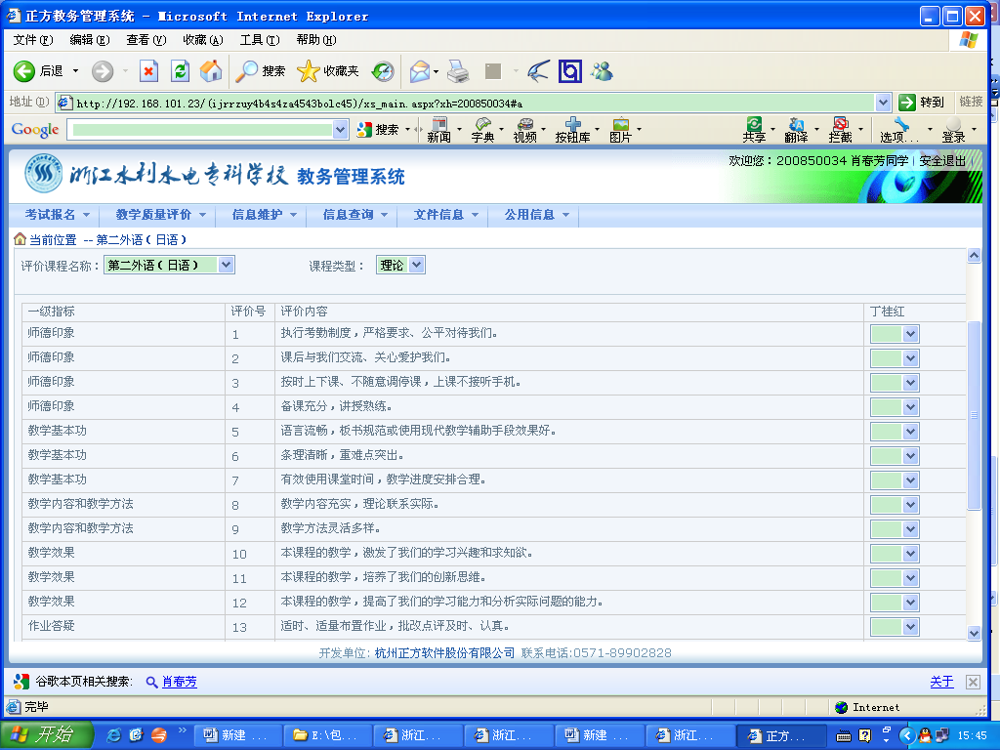 正方教务管理系统 - Microsoft Internet Explorer
文件(F) 编辑(E) 查看(V) 收藏(A) 工具(T) 帮助(H)
后退 搜索 收藏夹
地址(D) http://192.168.101.23/(ijrrzuy4b4s4za4543bolc45)/xs_main.aspx?xh=200850034#a 转到 链接
Google 搜索 新闻 字典 视频 按钮库 图片 共享 翻译 拦截 选项... 登录
浙江水利水电专科学校 教务管理系统 欢迎您：200850034 肖春芳同学 | 安全退出
考试报名 教学质量评价 信息维护 信息查询 文件信息 公用信息
当前位置 -- 第二外语（日语）
评价课程名称： 第二外语（日语） 课程类型： 理论
一级指标 评价号 评价内容 丁桂红
师德印象 1 执行考勤制度，严格要求、公平对待我们。
师德印象 2 课后与我们交流、关心爱护我们。
师德印象 3 按时上下课、不随意调停课，上课不接听手机。
师德印象 4 备课充分，讲授熟练。
教学基本功 5 语言流畅，板书规范或使用现代教学辅助手段效果好。
教学基本功 6 条理清晰，重难点突出。
教学基本功 7 有效使用课堂时间，教学进度安排合理。
教学内容和教学方法 8 教学内容充实，理论联系实际。
教学内容和教学方法 9 教学方法灵活多样。
教学效果 10 本课程的教学，激发了我们的学习兴趣和求知欲。
教学效果 11 本课程的教学，培养了我们的创新思维。
教学效果 12 本课程的教学，提高了我们的学习能力和分析实际问题的能力。
作业答疑 13 适时、适量布置作业，批改点评及时、认真。
开发单位: 杭州正方软件股份有限公司 联系电话:0571-89902828
谷歌本页相关搜索: 肖春芳 关于
完毕 Internet
开始 新建 ... E:\包... 浙江... 浙江... 新建 ... 浙江... 正方... 15:45